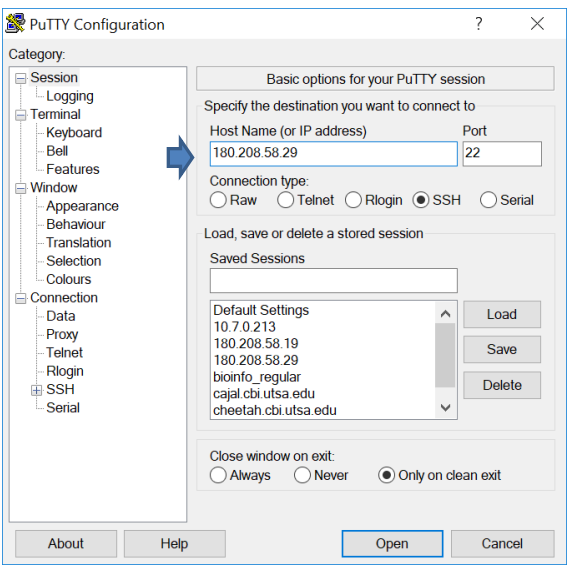 PuTTY Configuration
?
Category:
Session
Logging
Terminal
Keyboard
Bell
Features
Window
Appearance
Behaviour
Translation
Selection
Colours
Connection
Data
Proxy
Telnet
Rlogin
SSH
Serial
Basic options for your PuTTY session
Specify the destination you want to connect to
Host Name (or IP address) Port
180.208.58.29 22
Connection type:
Raw Telnet Rlogin SSH Serial
Load, save or delete a stored session
Saved Sessions
Default Settings
10.7.0.213
180.208.58.19
180.208.58.29
bioinfo_regular
cajal.cbi.utsa.edu
cheetah.cbi.utsa.edu
Load
Save
Delete
Close window on exit:
Always Never Only on clean exit
About Help Open Cancel